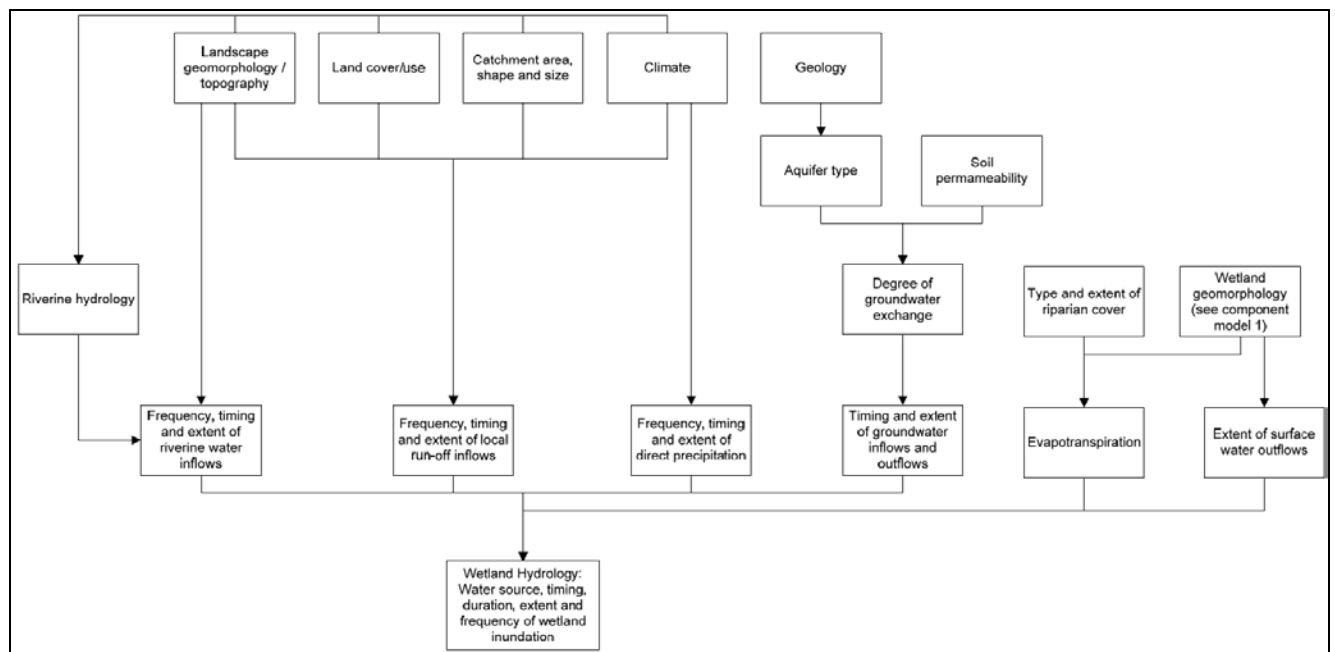 Landscape
geomorphology /
topography
Land cover/use
Catchment area,
shape and size
Climate
Geology
Aquifer type
Soil
permameability
Riverine hydrology
Degree of
groundwater
exchange
Type and extent of
riparian cover
Wetland
geomorphology
(see component
model 1)
Frequency, timing
and extent of
riverine water
inflows
Frequency, timing
and extent of local
run-off inflows
Frequency, timing
and extent of
direct precipitation
Timing and extent
of groundwater
inflows and
outflows
Evapotranspiration
Extent of surface
water outflows
Wetland Hydrology:
Water source, timing,
duration, extent and
frequency of wetland
inundation